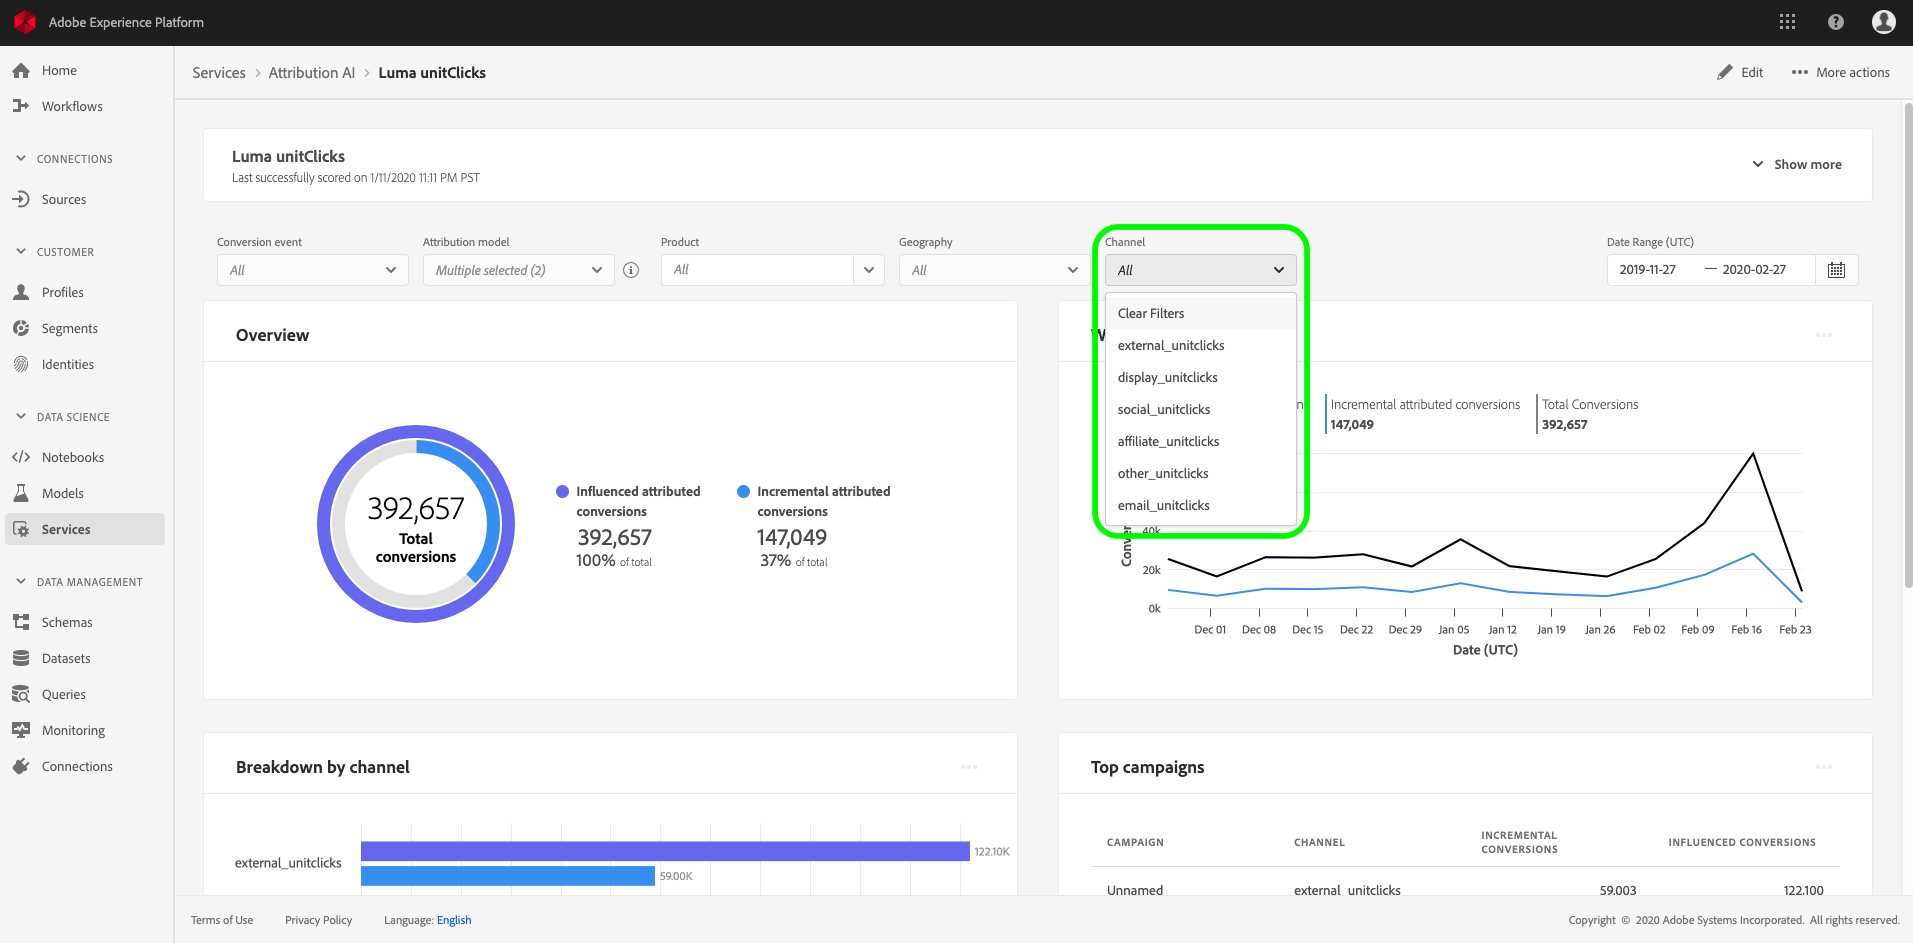 Adobe Experience Platform
Home
Workflows
CONNECTIONS
Sources
CUSTOMER
Profiles
Segments
Identities
DATA SCIENCE
Notebooks
Models
Services
DATA MANAGEMENT
Schemas
Datasets
Queries
Monitoring
Connections
Services > Attribution AI > Luma unitClicks
Edit
More actions
Luma unitClicks
Last successfully scored on 1/11/2020 11:11 PM PST
Show more
Conversion event
All
Attribution model
Multiple selected (2)
Product
All
Geography
All
Channel
All
Clear Filters
external_unitclicks
display_unitclicks
social_unitclicks
affiliate_unitclicks
other_unitclicks
email_unitclicks
Date Range (UTC)
2019-11-27 — 2020-02-27
Overview
392,657
Total
conversions
Influenced attributed
conversions
392,657
100% of total
Incremental attributed
conversions
147,049
37% of total
W
n
Incremental attributed conversions
147,049
Total Conversions
392,657
Conver
40k
20k
0k
Dec 01 Dec 08 Dec 15 Dec 22 Dec 29 Jan 05 Jan 12 Jan 19 Jan 26 Feb 02 Feb 09 Feb 16 Feb 23
Date (UTC)
Breakdown by channel
external_unitclicks
122.10K
59.00K
Top campaigns
CAMPAIGN CHANNEL INCREMENTAL CONVERSIONS INFLUENCED CONVERSIONS
Unnamed external_unitclicks 59,003 122,100
Terms of Use Privacy Policy Language: English
Copyright © 2020 Adobe Systems Incorporated. All rights reserved.